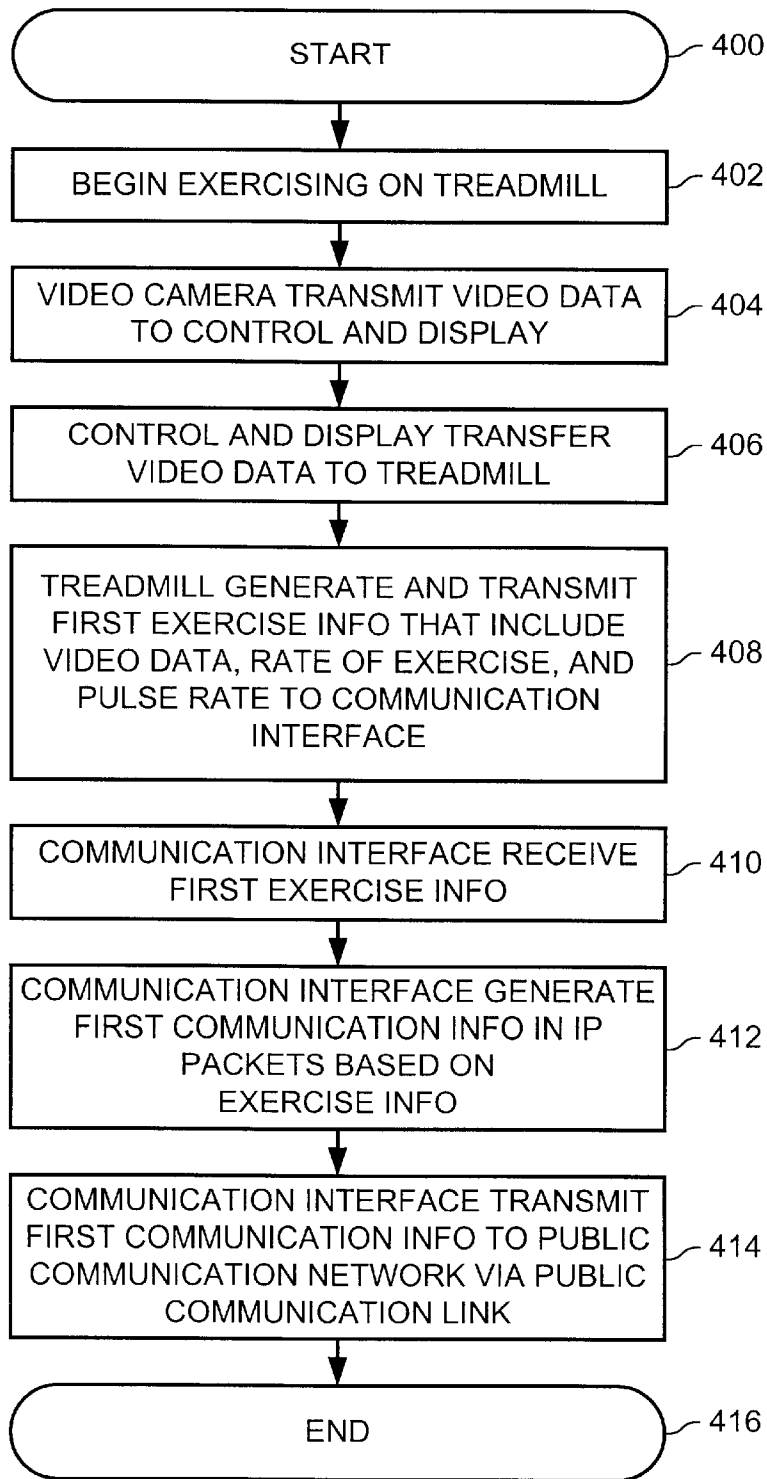 START
400
BEGIN EXERCISING ON TREADMILL
402
VIDEO CAMERA TRANSMIT VIDEO DATA
TO CONTROL AND DISPLAY
404
CONTROL AND DISPLAY TRANSFER
VIDEO DATA TO TREADMILL
406
TREADMILL GENERATE AND TRANSMIT
FIRST EXERCISE INFO THAT INCLUDE
VIDEO DATA, RATE OF EXERCISE, AND
PULSE RATE TO COMMUNICATION
INTERFACE
408
COMMUNICATION INTERFACE RECEIVE
FIRST EXERCISE INFO
410
COMMUNICATION INTERFACE GENERATE
FIRST COMMUNICATION INFO IN IP
PACKETS BASED ON
EXERCISE INFO
412
COMMUNICATION INTERFACE TRANSMIT
FIRST COMMUNICATION INFO TO PUBLIC
COMMUNICATION NETWORK VIA PUBLIC
COMMUNICATION LINK
414
END
416